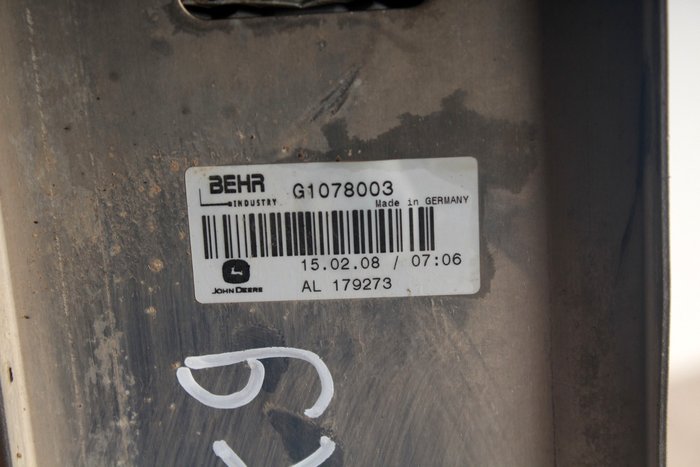 BEHR G1078003
INDUSTRY Made in GERMANY
15.02.08 / 07:06
JOHN DEERE AL 179273